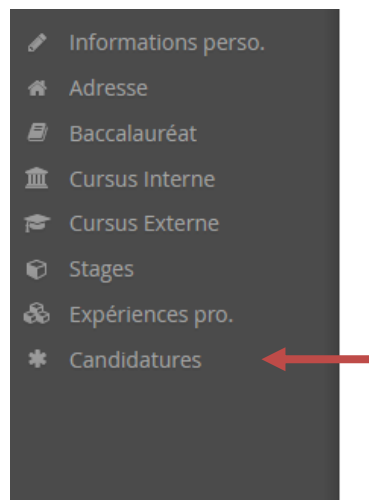 Informations perso.
Adresse
Baccalauréat
Cursus Interne
Cursus Externe
Stages
Expériences pro.
Candidatures